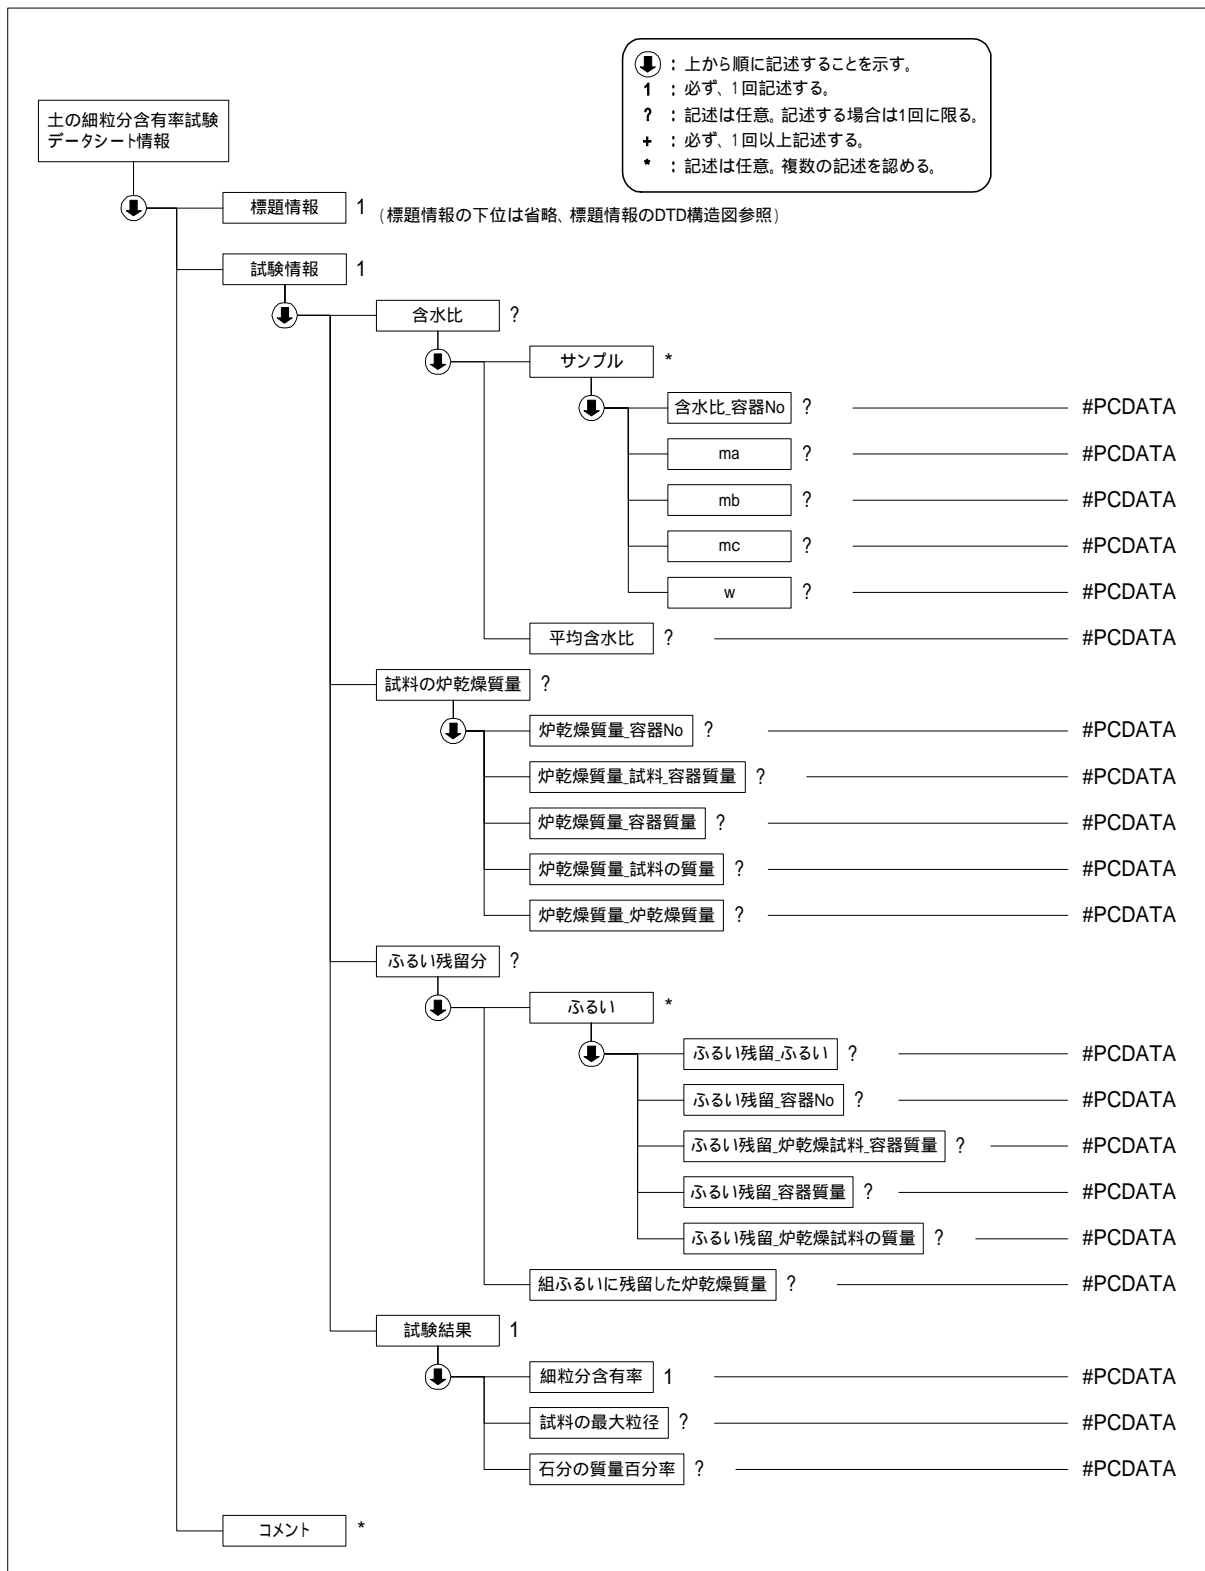 ：上から順に記述することを示す。
1 ：必ず、1回記述する。
? ：記述は任意。記述する場合は1回に限る。
+ ：必ず、1回以上記述する。
* ：記述は任意。複数の記述を認める。
土の細粒分含有率試験
データシート情報
標題情報 1 (標題情報の下位は省略、標題情報のDTD構造図参照)
試験情報 1
含水比 ?
サンプル *
含水比_容器No ? #PCDATA
ma ? #PCDATA
mb ? #PCDATA
mc ? #PCDATA
w ? #PCDATA
平均含水比 ? #PCDATA
試料の炉乾燥質量 ?
炉乾燥質量_容器No ? #PCDATA
炉乾燥質量_試料_容器質量 ? #PCDATA
炉乾燥質量_容器質量 ? #PCDATA
炉乾燥質量_試料の質量 ? #PCDATA
炉乾燥質量_炉乾燥質量 ? #PCDATA
ふるい残留分 ?
ふるい *
ふるい残留_ふるい ? #PCDATA
ふるい残留_容器No ? #PCDATA
ふるい残留_炉乾燥試料_容器質量 ? #PCDATA
ふるい残留_容器質量 ? #PCDATA
ふるい残留_炉乾燥試料の質量 ? #PCDATA
組ふるいに残留した炉乾燥質量 ? #PCDATA
試験結果 1
細粒分含有率 1 #PCDATA
試料の最大粒径 ? #PCDATA
石分の質量百分率 ? #PCDATA
コメント *